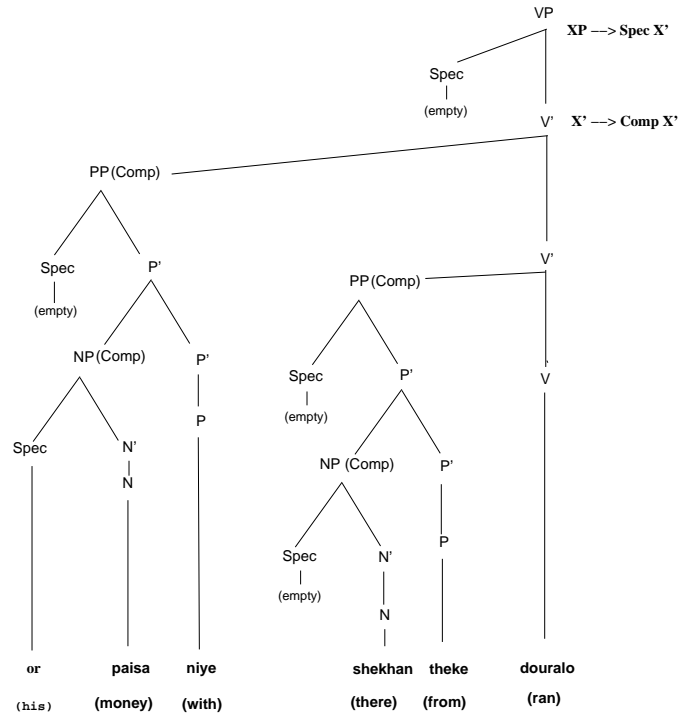 VP
XP --> Spec X'
Spec
(empty)
V' X' --> Comp X'
PP(Comp)
Spec P' V'
PP(Comp)
(empty)
NP(Comp) P'
Spec P' V
(empty)
P
Spec N' NP (Comp) P'
N
P
Spec N'
(empty)
N
or paisa niye shekhan theke douralo
(his) (money) (with) (there) (from) (ran)